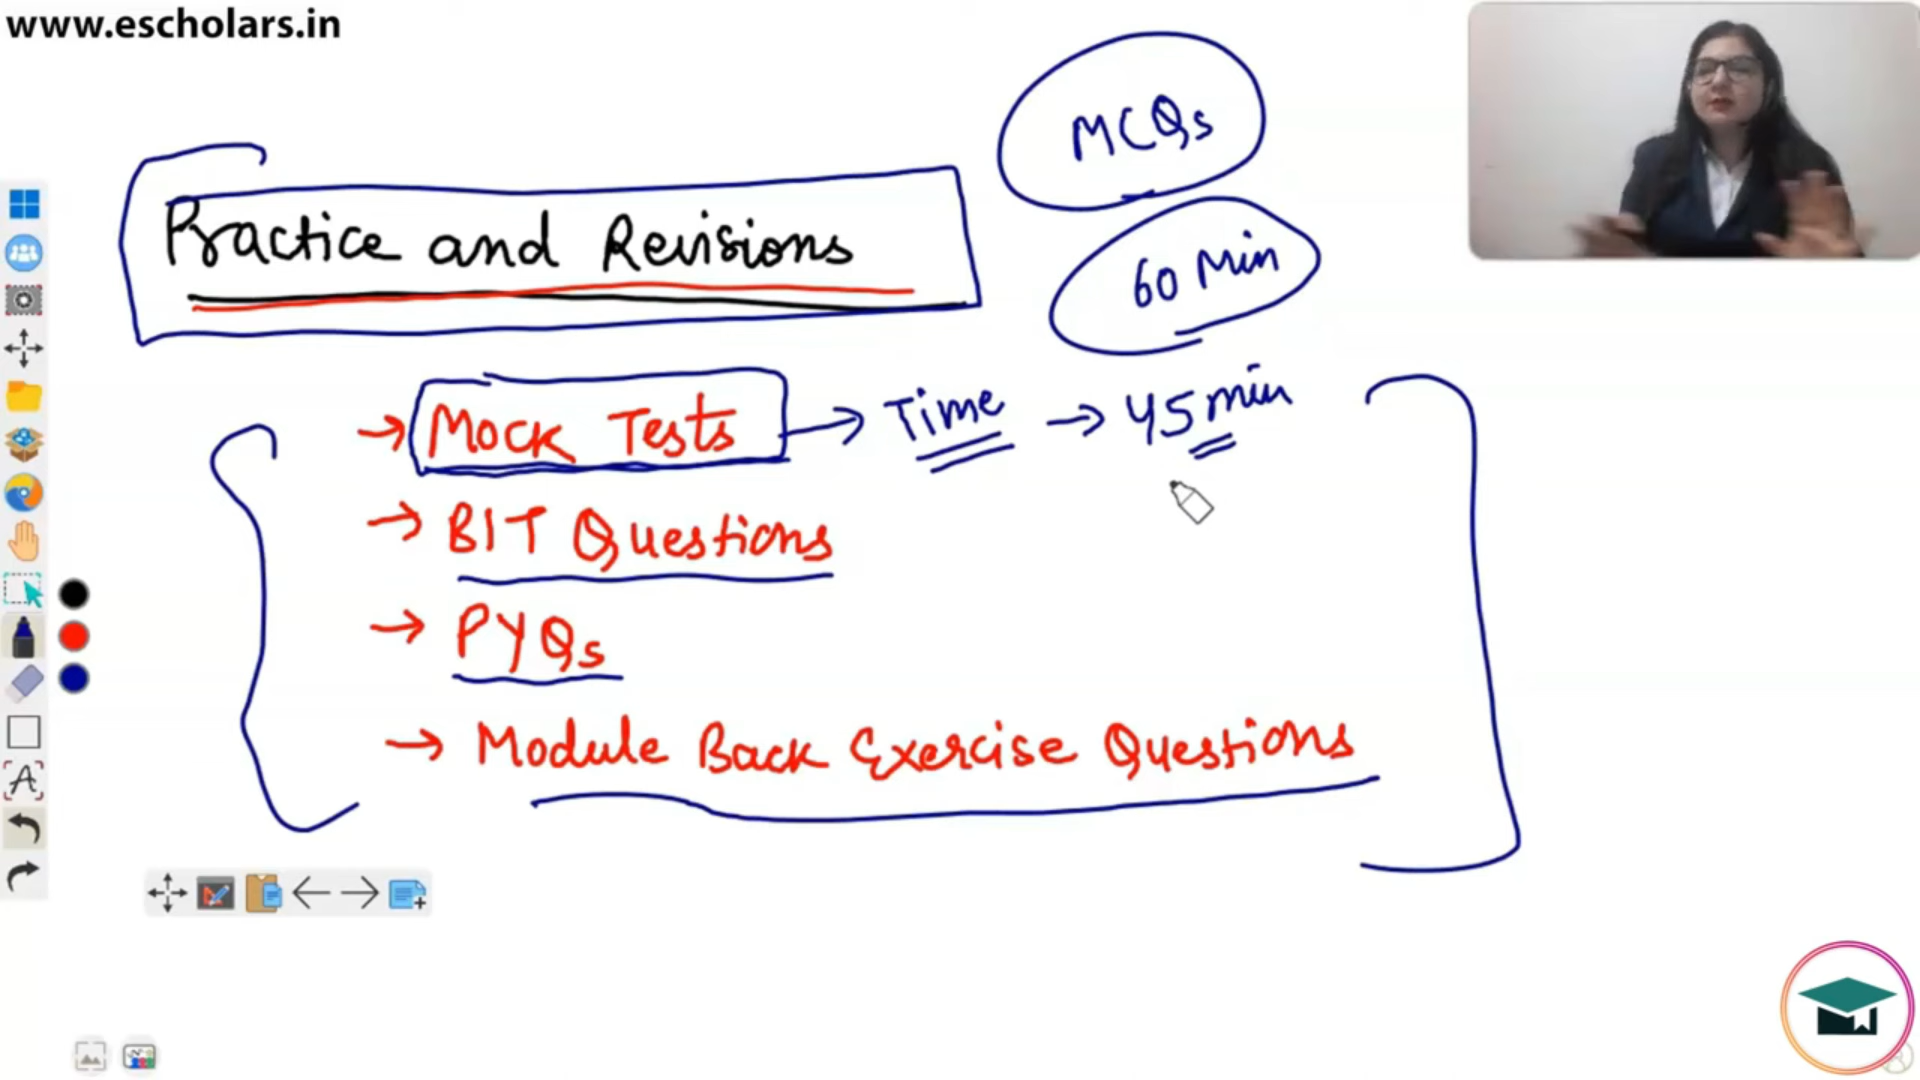 www.escholars.in
MCQs
Practice and Revisions
60 Min
→ Mock Tests → Time → 45 min
→ BIT Questions
→ PYQs
→ Module Back Exercise Questions